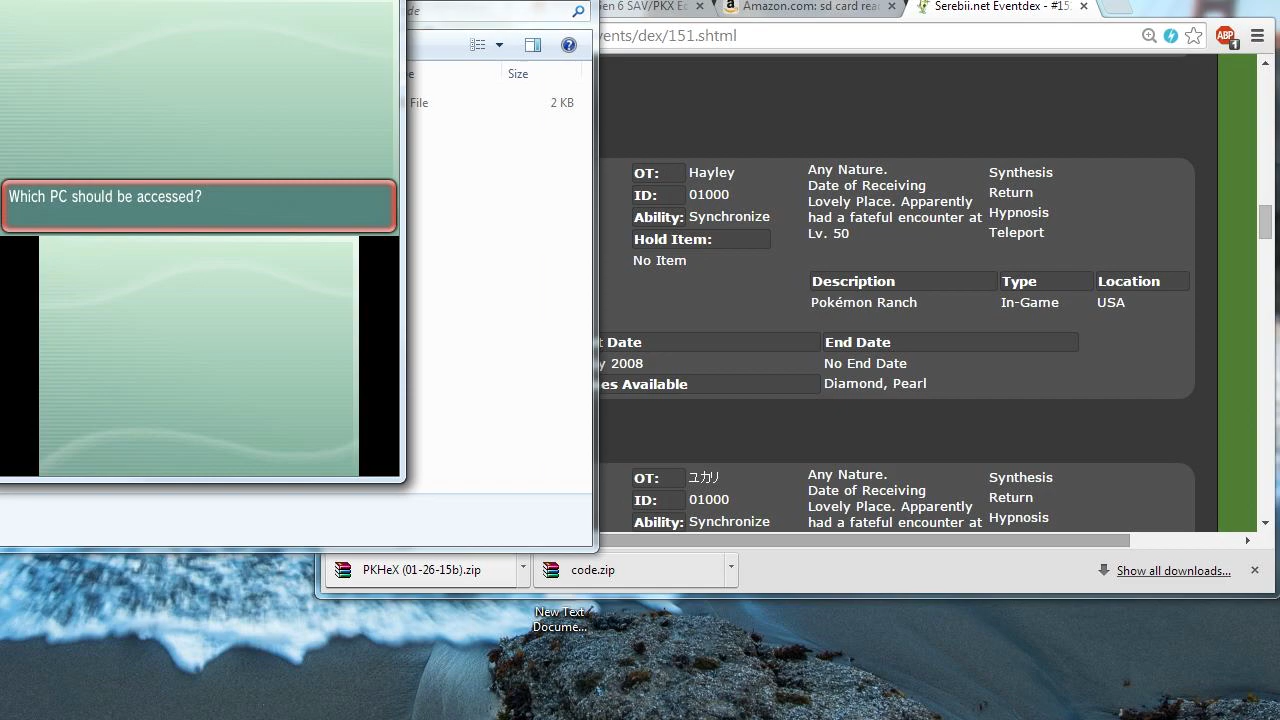 de
en 6 SAV/PKX Ed
Amazon.com: sd card read
Serebii.net Eventdex - #15
ents/dex/151.shtml
ABP
1
e
Size
File
2 KB
Which PC should be accessed?
OT: Hayley
ID: 01000
Ability: Synchronize
Hold Item:
No Item
Any Nature.
Date of Receiving
Lovely Place. Apparently
had a fateful encounter at
Lv. 50
Synthesis
Return
Hypnosis
Teleport
Description Type Location
Pokémon Ranch In-Game USA
t Date End Date
y 2008 No End Date
es Available Diamond, Pearl
OT: ユカリ
ID: 01000
Ability: Synchronize
Any Nature.
Date of Receiving
Lovely Place. Apparently
had a fateful encounter at
Synthesis
Return
Hypnosis
PKHeX (01-26-15b).zip
code.zip
Show all downloads...
New Text
Docume...